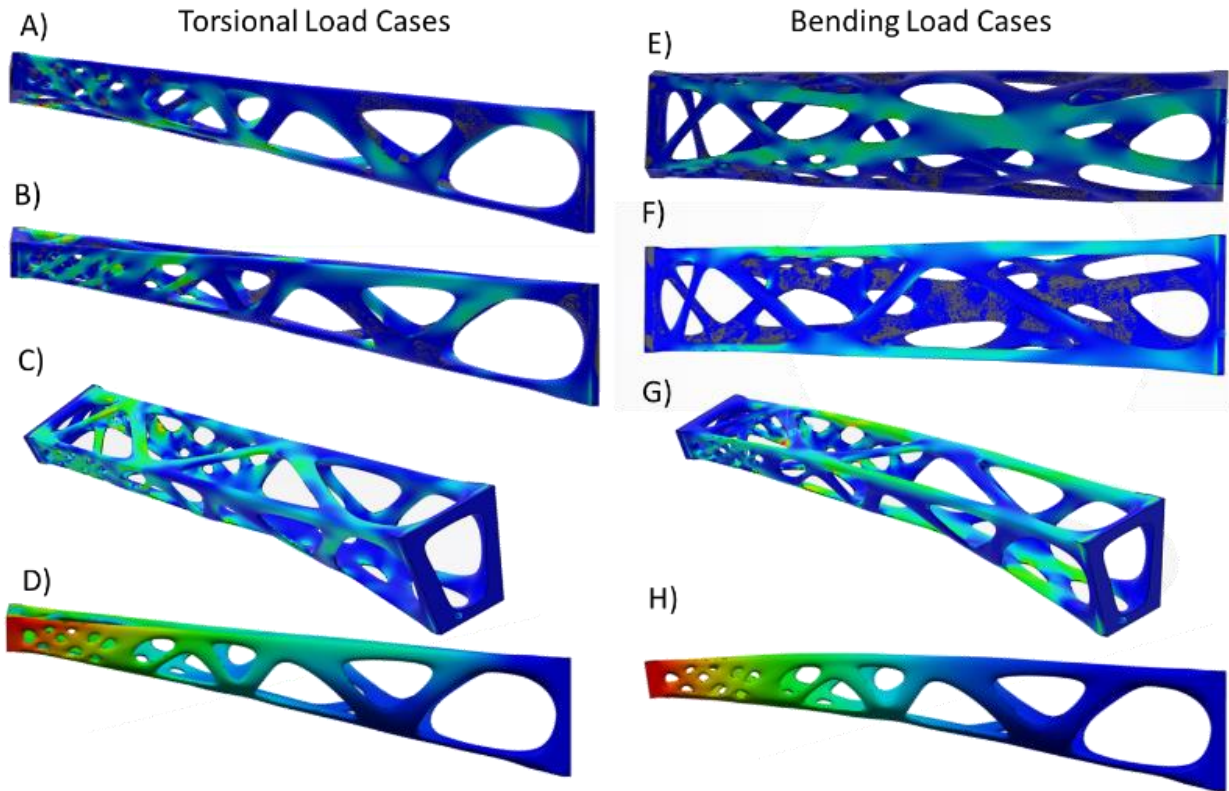 Torsional Load Cases
Bending Load Cases
A)
E)
B)
F)
C)
G)
D)
H)